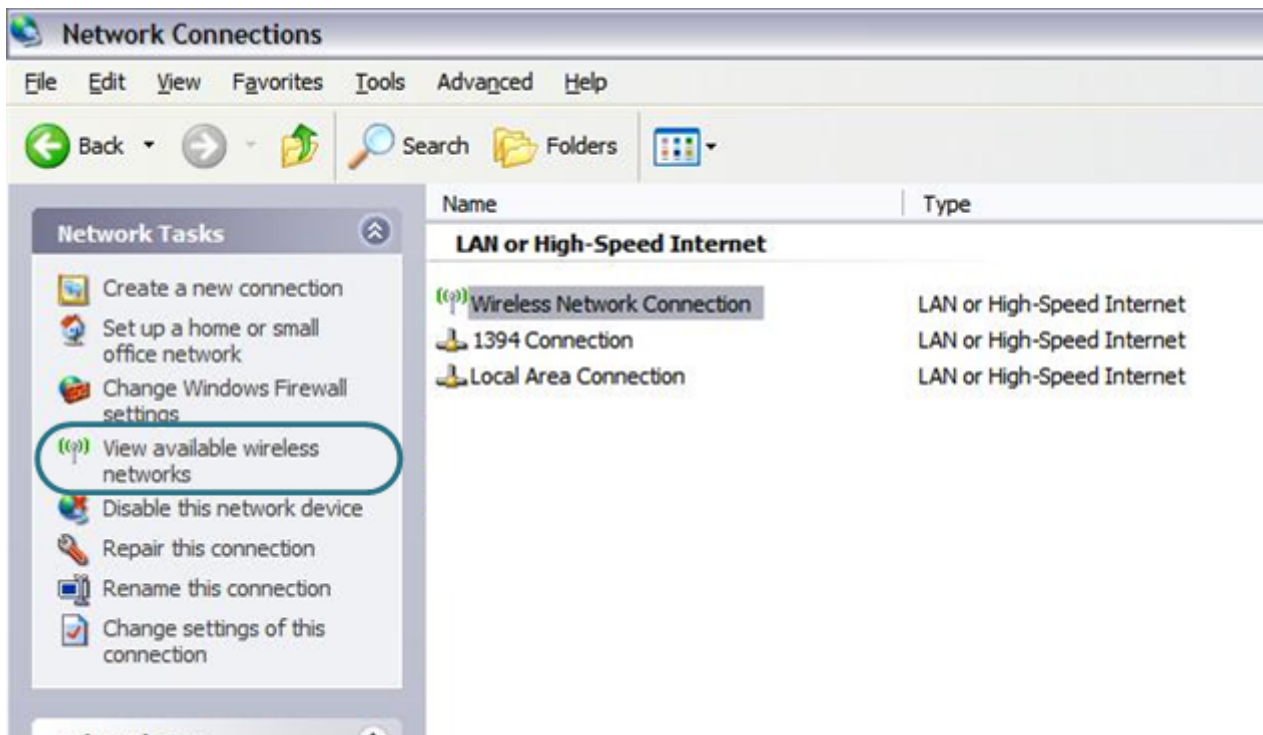 Network Connections
File Edit View Favorites Tools Advanced Help
Back Search Folders
Name Type
Network Tasks
LAN or High-Speed Internet
Create a new connection
Set up a home or small
office network
Change Windows Firewall
settings
View available wireless
networks
Disable this network device
Repair this connection
Rename this connection
Change settings of this
connection
Wireless Network Connection LAN or High-Speed Internet
1394 Connection LAN or High-Speed Internet
Local Area Connection LAN or High-Speed Internet